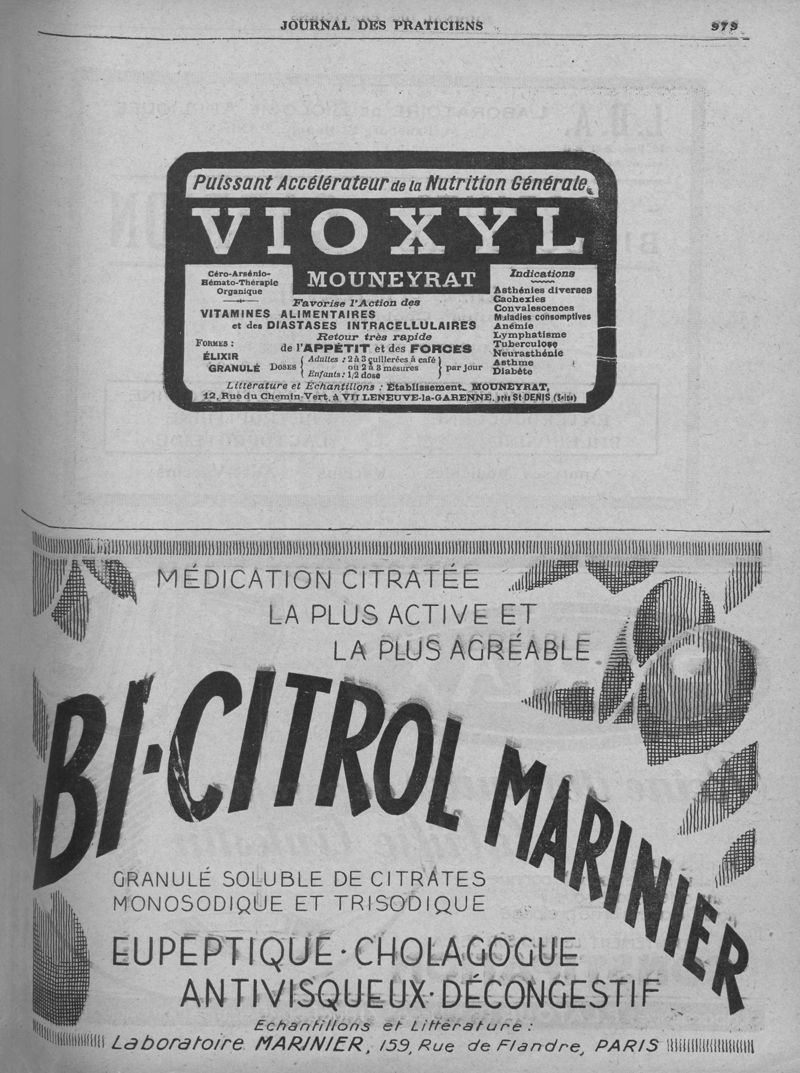 JOURNAL DES PRATICIENS 979
Puissant Accélérateur de la Nutrition Générale
VIOXYL
MOUNEYRAT
Céro-Arsénio-
Hémato-Thérapie
Organique
Favorise l'Action des
VITAMINES ALIMENTAIRES
et des DIASTASES INTRACELLULAIRES
Retour très rapide
de l'APPÉTIT et des FORCES
FORMES :
ÉLIXIR
GRANULÉ
DOSES
Adultes : 2 à 3 cuillerées à café
ou 2 à 3 mesures
Enfants : 1/2 dose
par jour
Indications
Asthénies diverses
Cachexies
Convalescences
Maladies consomptives
Anémie
Lymphatisme
Tuberculose
Neurasthénie
Asthme
Diabète
Littérature et Échantillons : Établissement MOUNEYRAT,
12, Rue du Chemin-Vert, à VILLENEUVE-la-GARENNE, près St-DENIS (Seine)
MÉDICATION CITRATÉE
LA PLUS ACTIVE ET
LA PLUS AGRÉABLE
BI-CITROL MARINIER
GRANULÉ SOLUBLE DE CITRATES
MONOSODIQUE ET TRISODIQUE
EUPEPTIQUE · CHOLAGOGUE
ANTIVISQUEUX · DÉCONGESTIF
Échantillons et Littérature :
Laboratoire MARINIER, 159, Rue de Flandre, PARIS